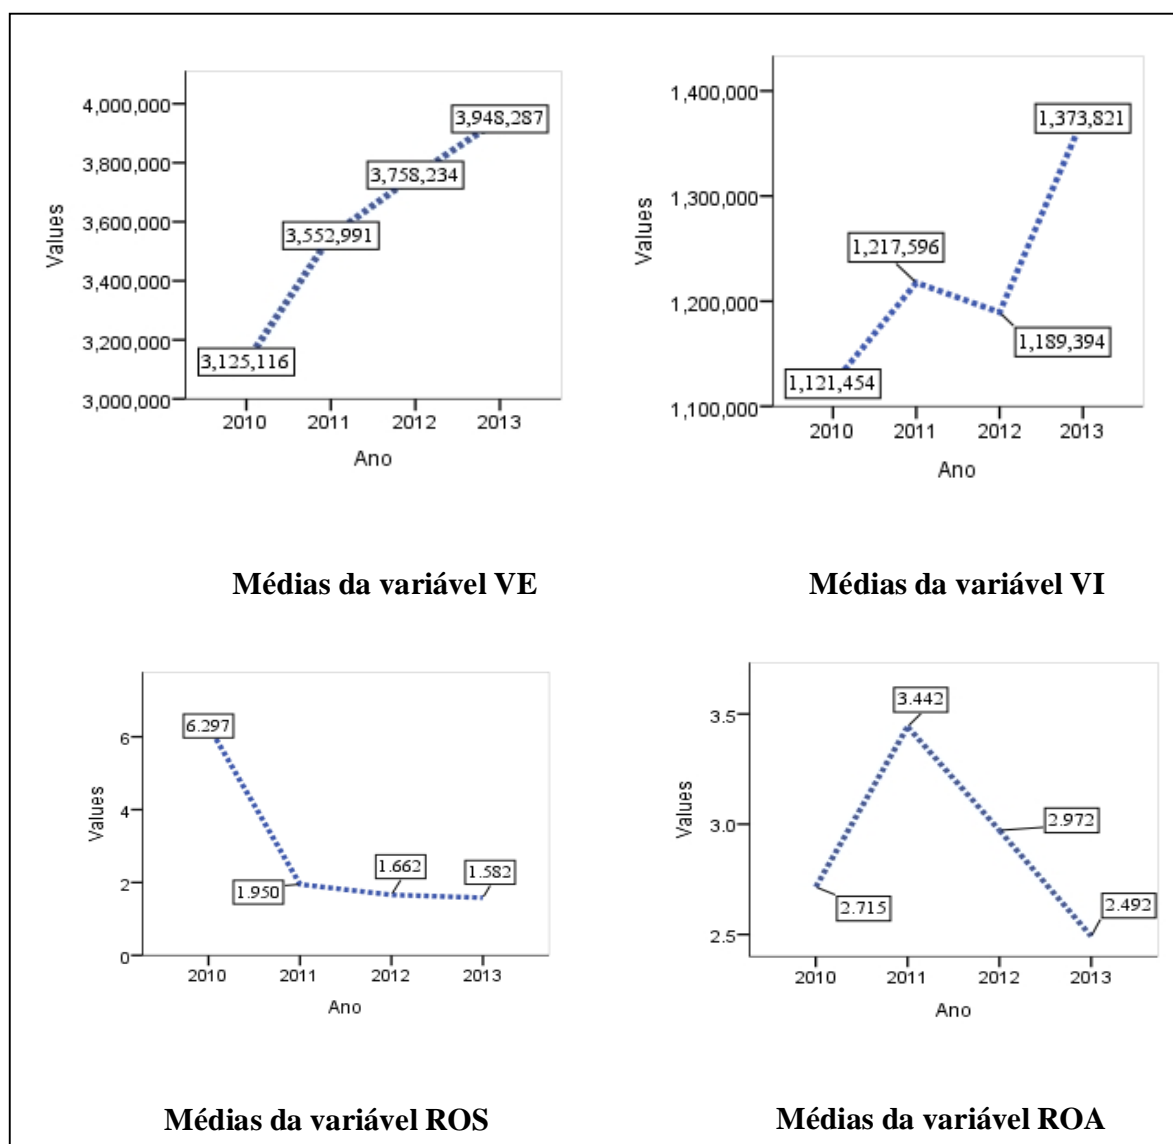 4,000,000
3,800,000
3,600,000
3,400,000
3,200,000
3,000,000
Values
3,125,116
3,552,991
3,758,234
3,948,287
2010 2011 2012 2013
Ano
Médias da variável VE
1,400,000
1,300,000
1,200,000
1,100,000
Values
1,121,454
1,217,596
1,189,394
1,373,821
2010 2011 2012 2013
Ano
Médias da variável VI
6
4
2
0
Values
6.297
1.950
1.662
1.582
2010 2011 2012 2013
Ano
Médias da variável ROS
3.5
3.0
2.5
Values
2.715
3.442
2.972
2.492
2010 2011 2012 2013
Ano
Médias da variável ROA